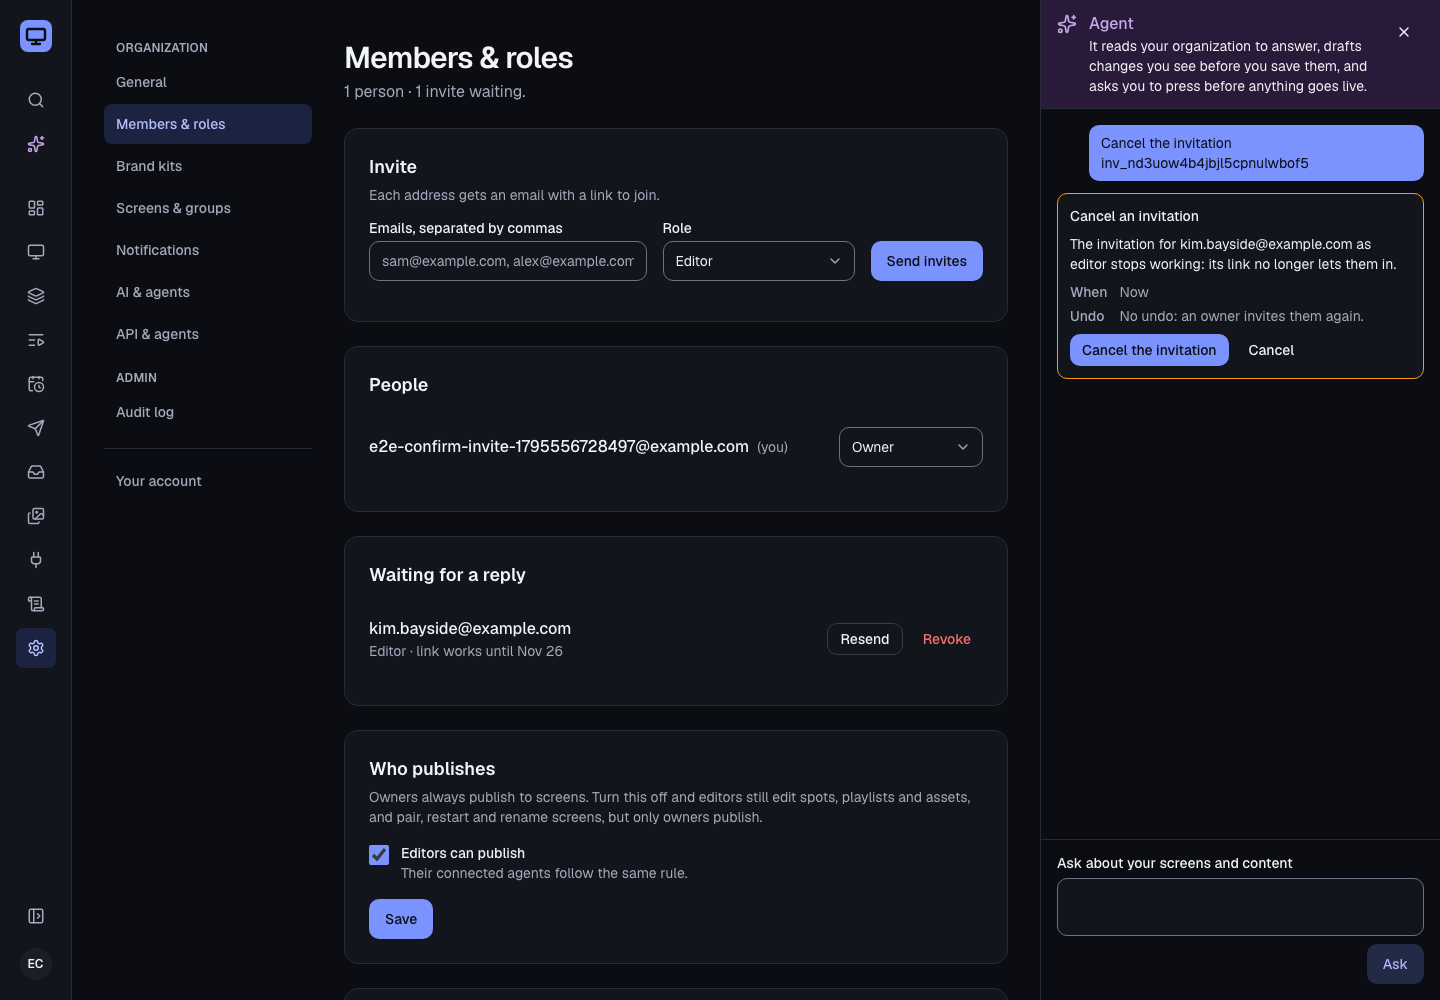 ORGANIZATION
General
Members & roles
Brand kits
Screens & groups
Notifications
AI & agents
API & agents
ADMIN
Audit log
Your account
EC
Members & roles
1 person · 1 invite waiting.
Invite
Each address gets an email with a link to join.
Emails, separated by commas
Role
sam@example.com, alex@example.com
Editor
Send invites
People
e2e-confirm-invite-1795556728497@example.com (you)
Owner
Waiting for a reply
kim.bayside@example.com
Editor · link works until Nov 26
Resend
Revoke
Who publishes
Owners always publish to screens. Turn this off and editors still edit spots, playlists and assets,
and pair, restart and rename screens, but only owners publish.
Editors can publish
Their connected agents follow the same rule.
Save
Agent
It reads your organization to answer, drafts
changes you see before you save them, and
asks you to press before anything goes live.
Cancel the invitation
inv_nd3uow4b4jbjl5cpnulwbof5
Cancel an invitation
The invitation for kim.bayside@example.com as
editor stops working: its link no longer lets them in.
When Now
Undo No undo: an owner invites them again.
Cancel the invitation
Cancel
Ask about your screens and content
Ask